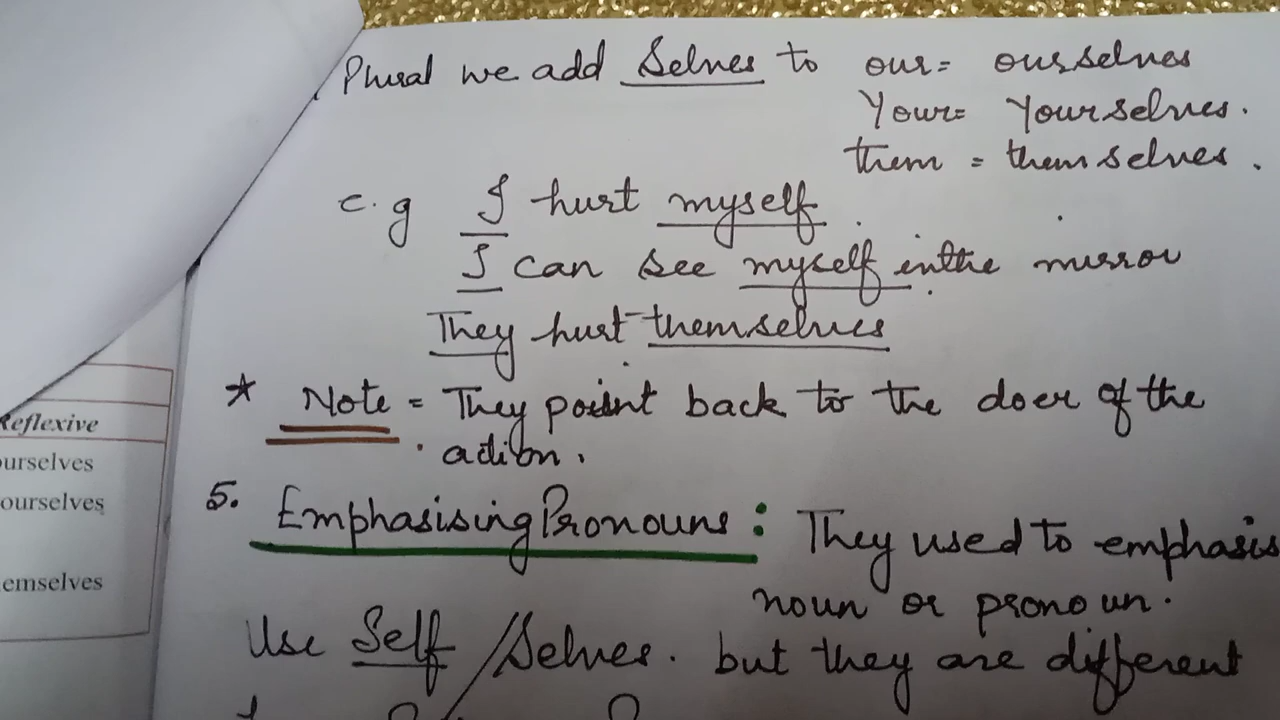 Plural we add Selves to our = ourselves
Your = Yourselves.
them = themselves.
e.g I hurt myself.
I can see myself in the mirror
They hurt themselves
* Note = They point back to the doer of the
action.
Reflexive
urselves
ourselves
emselves
5. Emphasising Pronouns : They used to emphasis
noun or pronoun.
Use Self/Selves. but they are different